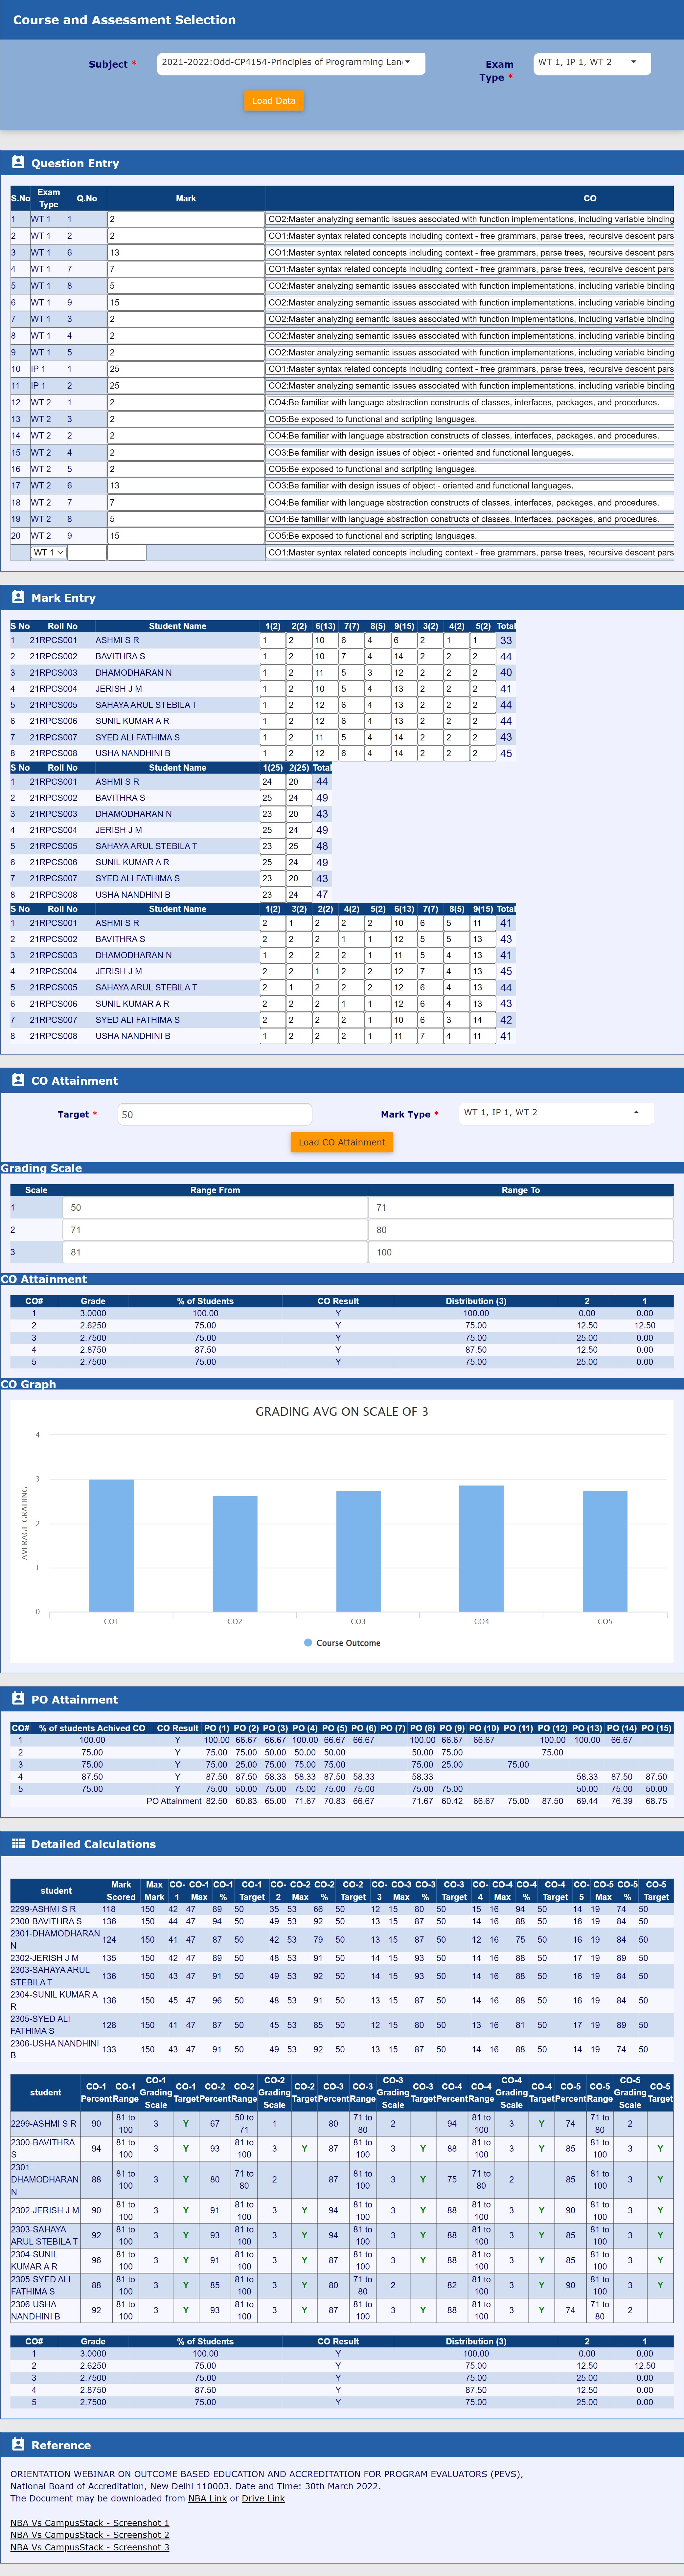 Course and Assessment Selection
Subject * 2021-2022:Odd-CP4154-Principles of Programming Lan Exam Type * WT 1, IP 1, WT 2
Load Data
Question Entry
S.No Exam Type Q.No Mark CO
1 WT 1 1 2 CO2:Master analyzing semantic issues associated with function implementations, including variable binding
2 WT 1 2 2 CO1:Master syntax related concepts including context - free grammars, parse trees, recursive descent pars
3 WT 1 6 13 CO1:Master syntax related concepts including context - free grammars, parse trees, recursive descent pars
4 WT 1 7 7 CO1:Master syntax related concepts including context - free grammars, parse trees, recursive descent pars
5 WT 1 8 5 CO2:Master analyzing semantic issues associated with function implementations, including variable binding
6 WT 1 9 15 CO2:Master analyzing semantic issues associated with function implementations, including variable binding
7 WT 1 3 2 CO2:Master analyzing semantic issues associated with function implementations, including variable binding
8 WT 1 4 2 CO2:Master analyzing semantic issues associated with function implementations, including variable binding
9 WT 1 5 2 CO2:Master analyzing semantic issues associated with function implementations, including variable binding
10 IP 1 1 25 CO1:Master syntax related concepts including context - free grammars, parse trees, recursive descent pars
11 IP 1 2 25 CO2:Master analyzing semantic issues associated with function implementations, including variable binding
12 WT 2 1 2 CO4:Be familiar with language abstraction constructs of classes, interfaces, packages, and procedures.
13 WT 2 3 2 CO5:Be exposed to functional and scripting languages.
14 WT 2 2 2 CO4:Be familiar with language abstraction constructs of classes, interfaces, packages, and procedures.
15 WT 2 4 2 CO3:Be familiar with design issues of object - oriented and functional languages.
16 WT 2 5 2 CO5:Be exposed to functional and scripting languages.
17 WT 2 6 13 CO3:Be familiar with design issues of object - oriented and functional languages.
18 WT 2 7 7 CO4:Be familiar with language abstraction constructs of classes, interfaces, packages, and procedures.
19 WT 2 8 5 CO4:Be familiar with language abstraction constructs of classes, interfaces, packages, and procedures.
20 WT 2 9 15 CO5:Be exposed to functional and scripting languages.
WT 1 CO1:Master syntax related concepts including context - free grammars, parse trees, recursive descent pars
Mark Entry
S No Roll No Student Name 1(2) 2(2) 6(13) 7(7) 8(5) 9(15) 3(2) 4(2) 5(2) Total
1 21RPCS001 ASHMI S R 1 2 10 6 4 6 2 1 1 33
2 21RPCS002 BAVITHRA S 1 2 10 7 4 14 2 2 2 44
3 21RPCS003 DHAMODHARAN N 1 2 11 5 3 12 2 2 2 40
4 21RPCS004 JERISH J M 1 2 10 5 4 13 2 2 2 41
5 21RPCS005 SAHAYA ARUL STEBILA T 1 2 12 6 4 13 2 2 2 44
6 21RPCS006 SUNIL KUMAR A R 1 2 12 6 4 13 2 2 2 44
7 21RPCS007 SYED ALI FATHIMA S 1 2 11 5 4 14 2 2 2 43
8 21RPCS008 USHA NANDHINI B 1 2 12 6 4 14 2 2 2 45
S No Roll No Student Name 1(25) 2(25) Total
1 21RPCS001 ASHMI S R 24 20 44
2 21RPCS002 BAVITHRA S 25 24 49
3 21RPCS003 DHAMODHARAN N 23 20 43
4 21RPCS004 JERISH J M 25 24 49
5 21RPCS005 SAHAYA ARUL STEBILA T 23 25 48
6 21RPCS006 SUNIL KUMAR A R 25 24 49
7 21RPCS007 SYED ALI FATHIMA S 23 20 43
8 21RPCS008 USHA NANDHINI B 23 24 47
S No Roll No Student Name 1(2) 3(2) 2(2) 4(2) 5(2) 6(13) 7(7) 8(5) 9(15) Total
1 21RPCS001 ASHMI S R 2 1 2 2 2 10 6 5 11 41
2 21RPCS002 BAVITHRA S 2 2 2 1 1 12 5 5 13 43
3 21RPCS003 DHAMODHARAN N 1 2 2 2 1 11 5 4 13 41
4 21RPCS004 JERISH J M 2 2 1 2 2 12 7 4 13 45
5 21RPCS005 SAHAYA ARUL STEBILA T 2 1 2 2 2 12 6 4 13 44
6 21RPCS006 SUNIL KUMAR A R 2 2 2 1 1 12 6 4 13 43
7 21RPCS007 SYED ALI FATHIMA S 2 2 2 2 1 10 6 3 14 42
8 21RPCS008 USHA NANDHINI B 1 2 2 2 1 11 7 4 11 41
CO Attainment
Target * 50 Mark Type * WT 1, IP 1, WT 2
Load CO Attainment
Grading Scale
Scale Range From Range To
1 50 71
2 71 80
3 81 100
CO Attainment
CO# Grade % of Students CO Result Distribution (3) 2 1
1 3.0000 100.00 Y 100.00 0.00 0.00
2 2.6250 75.00 Y 75.00 12.50 12.50
3 2.7500 75.00 Y 75.00 25.00 0.00
4 2.8750 87.50 Y 87.50 12.50 0.00
5 2.7500 75.00 Y 75.00 25.00 0.00
CO Graph
GRADING AVG ON SCALE OF 3
AVERAGE GRADING
4
3
2
1
0
CO1 CO2 CO3 CO4 CO5
Course Outcome
PO Attainment
CO# % of students Achived CO CO Result PO (1) PO (2) PO (3) PO (4) PO (5) PO (6) PO (7) PO (8) PO (9) PO (10) PO (11) PO (12) PO (13) PO (14) PO (15)
1 100.00 Y 100.00 66.67 66.67 100.00 66.67 66.67 100.00 66.67 66.67 100.00 100.00 66.67
2 75.00 Y 75.00 75.00 50.00 50.00 50.00 50.00 75.00 75.00
3 75.00 Y 75.00 25.00 75.00 75.00 75.00 75.00 25.00 75.00
4 87.50 Y 87.50 87.50 58.33 58.33 87.50 58.33 58.33 58.33 87.50 87.50
5 75.00 Y 75.00 50.00 75.00 75.00 75.00 75.00 75.00 75.00 50.00 75.00 50.00
PO Attainment 82.50 60.83 65.00 71.67 70.83 66.67 71.67 60.42 66.67 75.00 87.50 69.44 76.39 68.75
Detailed Calculations
student Mark Scored Max Mark CO-1 CO-1 Max CO-1 % CO-1 Target CO-2 CO-2 Max CO-2 % CO-2 Target CO-3 CO-3 Max CO-3 % CO-3 Target CO-4 CO-4 Max CO-4 % CO-4 Target CO-5 CO-5 Max CO-5 % CO-5 Target
2299-ASHMI S R 118 150 42 47 89 50 35 53 66 50 12 15 80 50 15 16 94 50 14 19 74 50
2300-BAVITHRA S 136 150 44 47 94 50 49 53 92 50 13 15 87 50 14 16 88 50 16 19 84 50
2301-DHAMODHARAN N 124 150 41 47 87 50 42 53 79 50 13 15 87 50 12 16 75 50 16 19 84 50
2302-JERISH J M 135 150 42 47 89 50 48 53 91 50 14 15 93 50 14 16 88 50 17 19 89 50
2303-SAHAYA ARUL STEBILA T 136 150 43 47 91 50 49 53 92 50 14 15 93 50 14 16 88 50 16 19 84 50
2304-SUNIL KUMAR A R 136 150 45 47 96 50 48 53 91 50 13 15 87 50 14 16 88 50 16 19 84 50
2305-SYED ALI FATHIMA S 128 150 41 47 87 50 45 53 85 50 12 15 80 50 13 16 81 50 17 19 89 50
2306-USHA NANDHINI B 133 150 43 47 91 50 49 53 92 50 13 15 87 50 14 16 88 50 14 19 74 50
student CO-1 Percent CO-1 Range CO-1 Grading Scale CO-1 Target CO-2 Percent CO-2 Range CO-2 Grading Scale CO-2 Target CO-3 Percent CO-3 Range CO-3 Grading Scale CO-3 Target CO-4 Percent CO-4 Range CO-4 Grading Scale CO-4 Target CO-5 Percent CO-5 Range CO-5 Grading Scale CO-5 Target
2299-ASHMI S R 90 81 to 100 3 Y 67 50 to 71 1 80 71 to 80 2 94 81 to 100 3 Y 74 71 to 80 2
2300-BAVITHRA S 94 81 to 100 3 Y 93 81 to 100 3 Y 87 81 to 100 3 Y 88 81 to 100 3 Y 85 81 to 100 3 Y
2301-DHAMODHARAN N 88 81 to 100 3 Y 80 71 to 80 2 87 81 to 100 3 Y 75 71 to 80 2 85 81 to 100 3 Y
2302-JERISH J M 90 81 to 100 3 Y 91 81 to 100 3 Y 94 81 to 100 3 Y 88 81 to 100 3 Y 90 81 to 100 3 Y
2303-SAHAYA ARUL STEBILA T 92 81 to 100 3 Y 93 81 to 100 3 Y 94 81 to 100 3 Y 88 81 to 100 3 Y 85 81 to 100 3 Y
2304-SUNIL KUMAR A R 96 81 to 100 3 Y 91 81 to 100 3 Y 87 81 to 100 3 Y 88 81 to 100 3 Y 85 81 to 100 3 Y
2305-SYED ALI FATHIMA S 88 81 to 100 3 Y 85 81 to 100 3 Y 80 71 to 80 2 82 81 to 100 3 Y 90 81 to 100 3 Y
2306-USHA NANDHINI B 92 81 to 100 3 Y 93 81 to 100 3 Y 87 81 to 100 3 Y 88 81 to 100 3 Y 74 71 to 80 2
CO# Grade % of Students CO Result Distribution (3) 2 1
1 3.0000 100.00 Y 100.00 0.00 0.00
2 2.6250 75.00 Y 75.00 12.50 12.50
3 2.7500 75.00 Y 75.00 25.00 0.00
4 2.8750 87.50 Y 87.50 12.50 0.00
5 2.7500 75.00 Y 75.00 25.00 0.00
Reference
ORIENTATION WEBINAR ON OUTCOME BASED EDUCATION AND ACCREDITATION FOR PROGRAM EVALUATORS (PEVS),
National Board of Accreditation, New Delhi 110003. Date and Time: 30th March 2022.
The Document may be downloaded from NBA Link or Drive Link
NBA Vs CampusStack - Screenshot 1
NBA Vs CampusStack - Screenshot 2
NBA Vs CampusStack - Screenshot 3